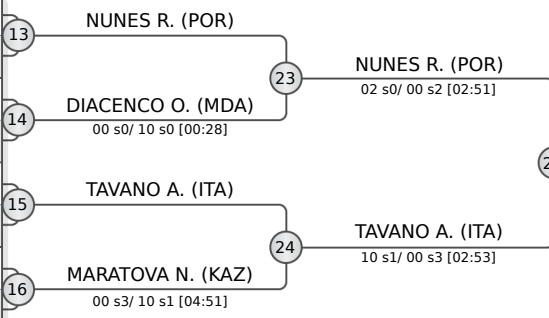 NUNES R. (POR)
13
23
NUNES R. (POR)
02 s0/ 00 s2 [02:51]
DIACENCO O. (MDA)
14
00 s0/ 10 s0 [00:28]
TAVANO A. (ITA)
15
24
TAVANO A. (ITA)
10 s1/ 00 s3 [02:53]
MARATOVA N. (KAZ)
16
00 s3/ 10 s1 [04:51]